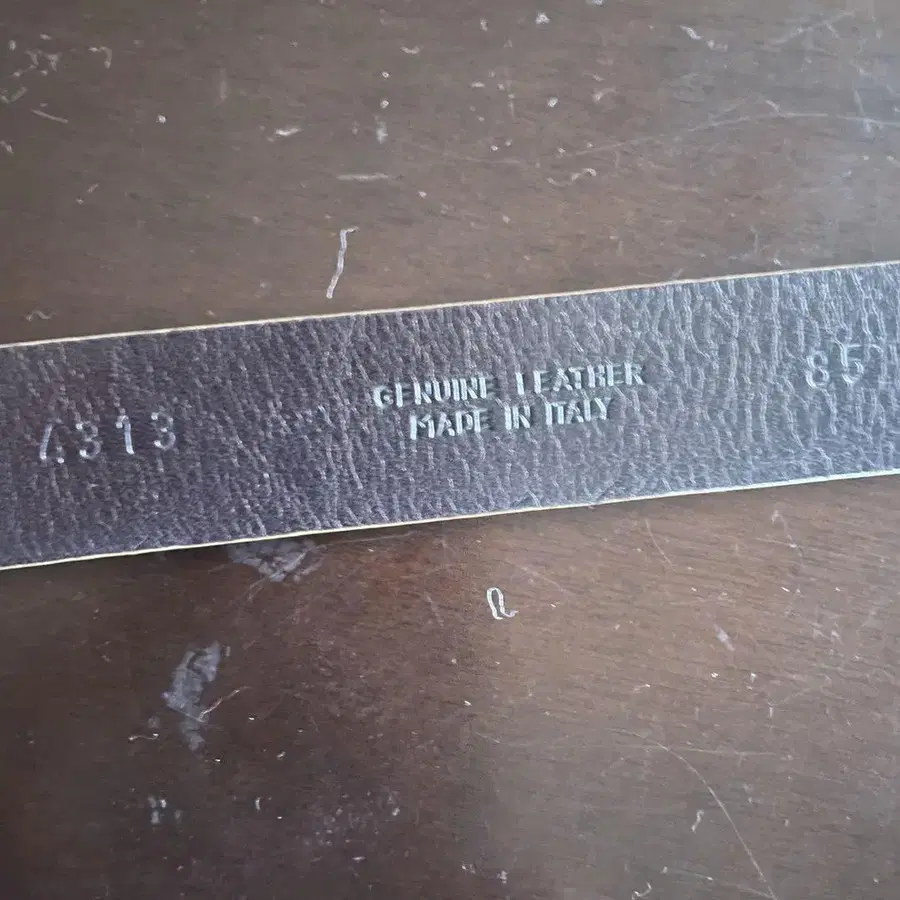 4313
GENUINE LEATHER
MADE IN ITALY
85